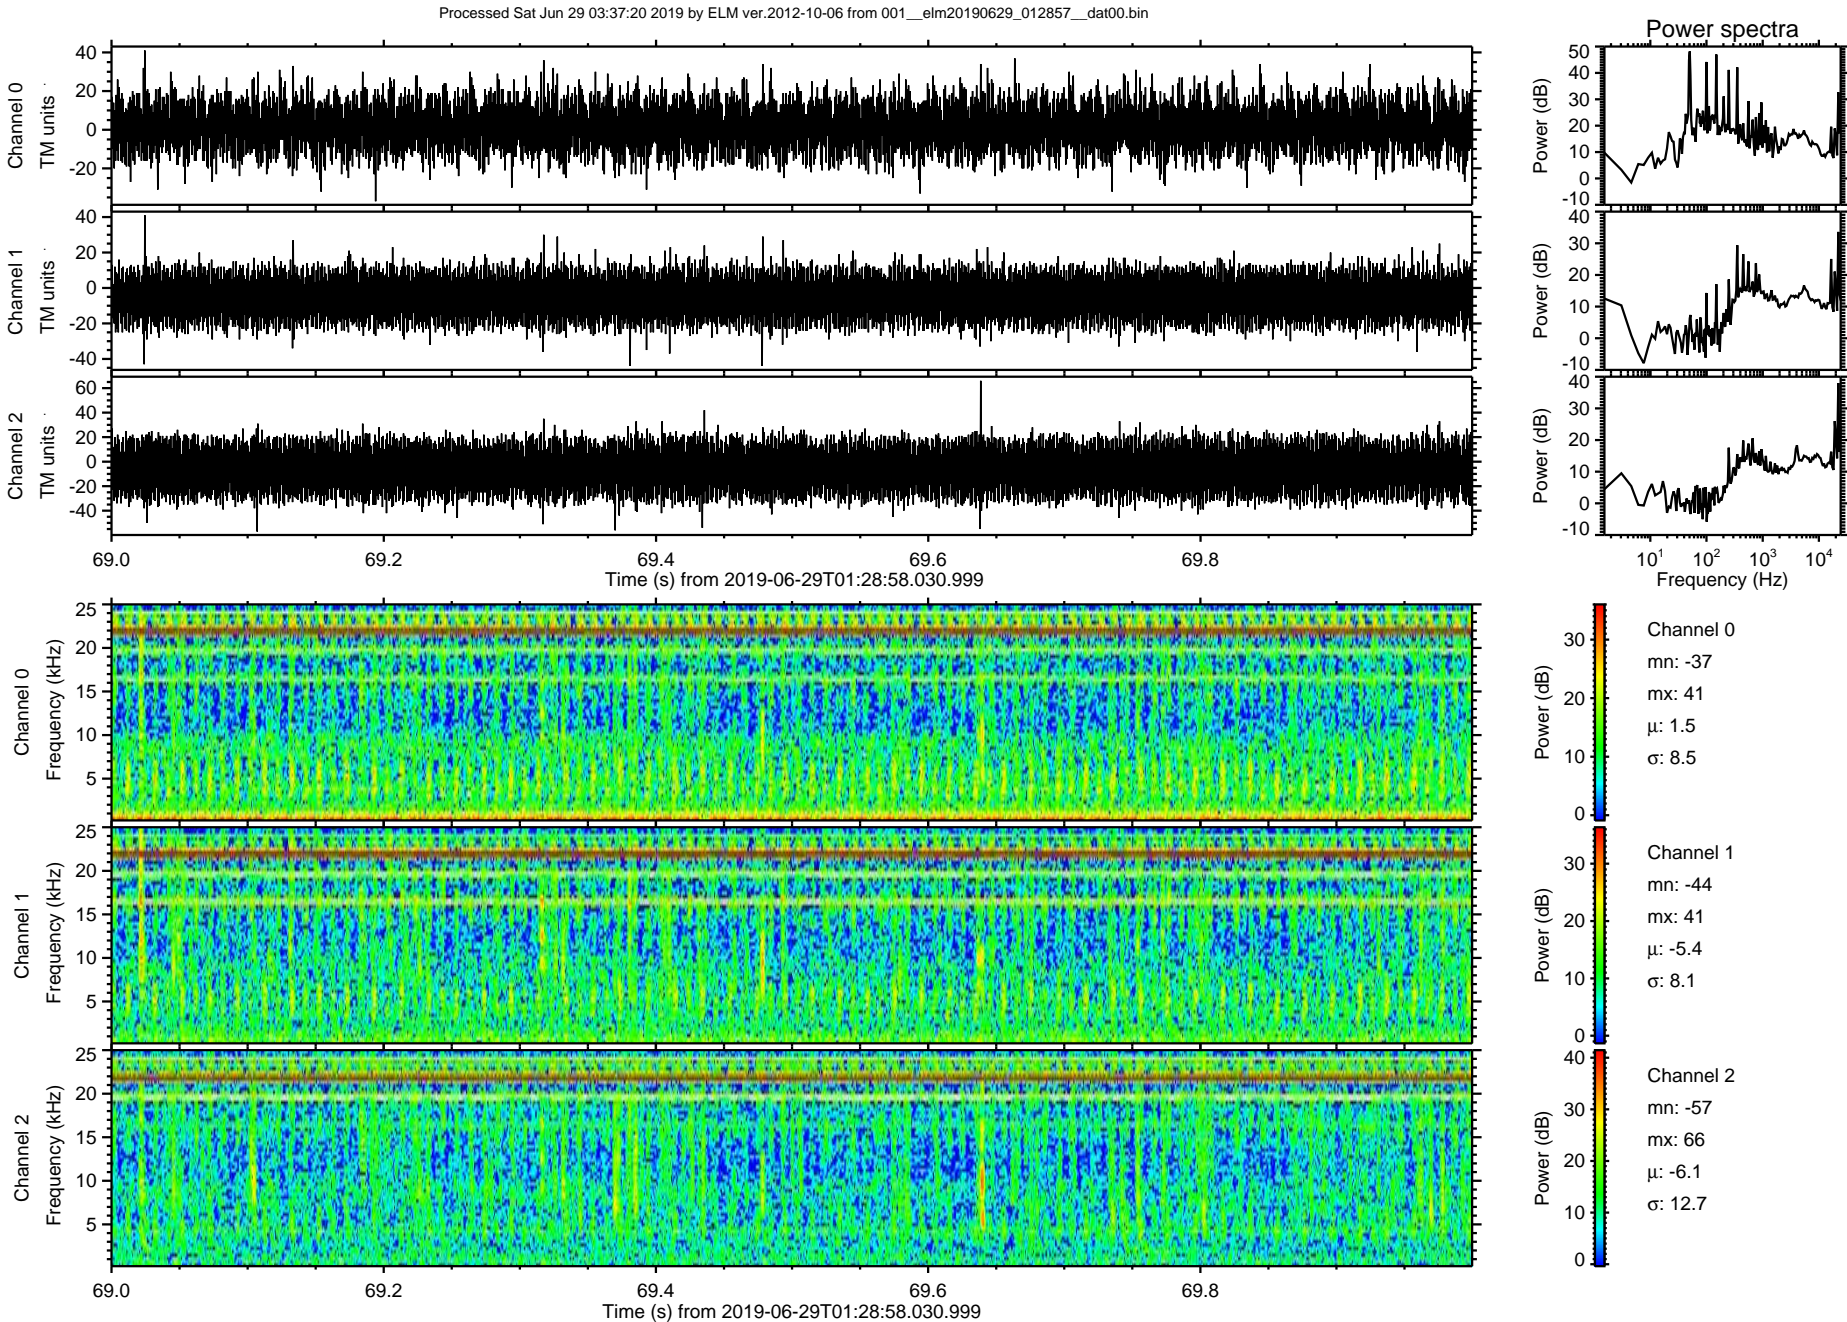 Processed Sat Jun 29 03:37:20 2019 by ELM ver.2012-10-06 from 001__elm20190629_012857__dat00.bin
Power spectra
Channel 0
TM units
40
20
0
-20
Power (dB)
50
40
30
20
10
0
-10
Channel 1
TM units
40
20
0
-20
-40
Power (dB)
40
30
20
10
0
-10
Channel 2
TM units
60
40
20
0
-20
-40
Power (dB)
40
30
20
10
0
-10
69.0 69.2 69.4 69.6 69.8
Time (s) from 2019-06-29T01:28:58.030.999
10¹ 10² 10³ 10⁴
Frequency (Hz)
Channel 0
Frequency (kHz)
25
20
15
10
5
Power (dB)
30
20
10
0
Channel 0
mn: -37
mx: 41
μ: 1.5
σ: 8.5
Channel 1
Frequency (kHz)
25
20
15
10
5
Power (dB)
30
20
10
0
Channel 1
mn: -44
mx: 41
μ: -5.4
σ: 8.1
Channel 2
Frequency (kHz)
25
20
15
10
5
Power (dB)
40
30
20
10
0
Channel 2
mn: -57
mx: 66
μ: -6.1
σ: 12.7
69.0 69.2 69.4 69.6 69.8
Time (s) from 2019-06-29T01:28:58.030.999